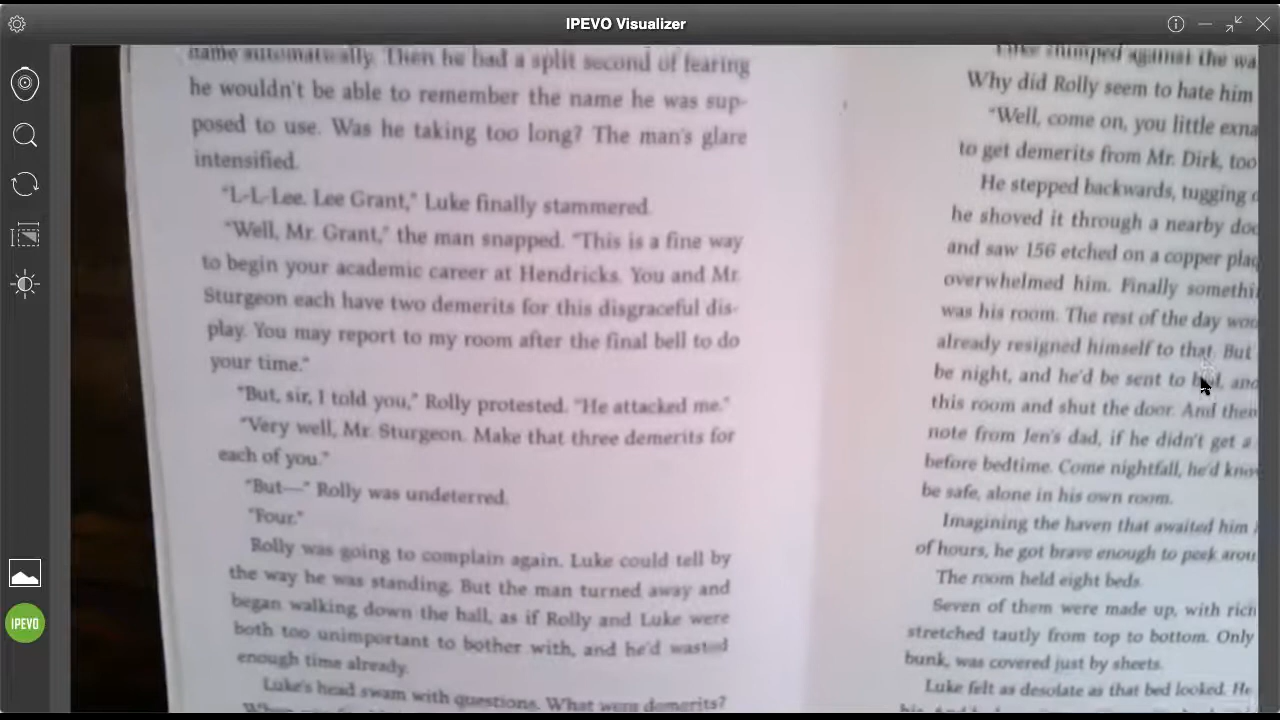 IPEVO Visualizer
name automatically. Then he had a split second of fearing
he wouldn't be able to remember the name he was sup-
posed to use. Was he taking too long? The man's glare
intensified.
"L-L-Lee. Lee Grant," Luke finally stammered.
"Well, Mr. Grant," the man snapped. "This is a fine way
to begin your academic career at Hendricks. You and Mr.
Sturgeon each have two demerits for this disgraceful dis-
play. You may report to my room after the final bell to do
your time."
"But, sir, I told you," Rolly protested. "He attacked me."
"Very well, Mr. Sturgeon. Make that three demerits for
each of you."
"But—" Rolly was undeterred.
"Four."
Rolly was going to complain again. Luke could tell by
the way he was standing. But the man turned away and
began walking down the hall, as if Rolly and Luke were
both too unimportant to bother with, and he'd wasted
enough time already.
Luke's head swam with questions. What were demerits?
against the wa
Why did Rolly seem to hate him
"Well, come on, you little exna
to get demerits from Mr. Dirk, too
He stepped backwards, tugging
he shoved it through a nearby doo
and saw 156 etched on a copper plaq
overwhelmed him. Finally somethi
was his room. The rest of the day wou
already resigned himself to that. But
be night, and he'd be sent to and
this room and shut the door. And then
note from Jen's dad, if he didn't get a
before bedtime. Come nightfall, he'd know
be safe, alone in his own room.
Imagining the haven that awaited him
of hours, he got brave enough to peek arou
The room held eight beds.
Seven of them were made up, with rich
stretched tautly from top to bottom. Only
bunk, was covered just by sheets.
Luke felt as desolate as that bed looked. He
IPEVO